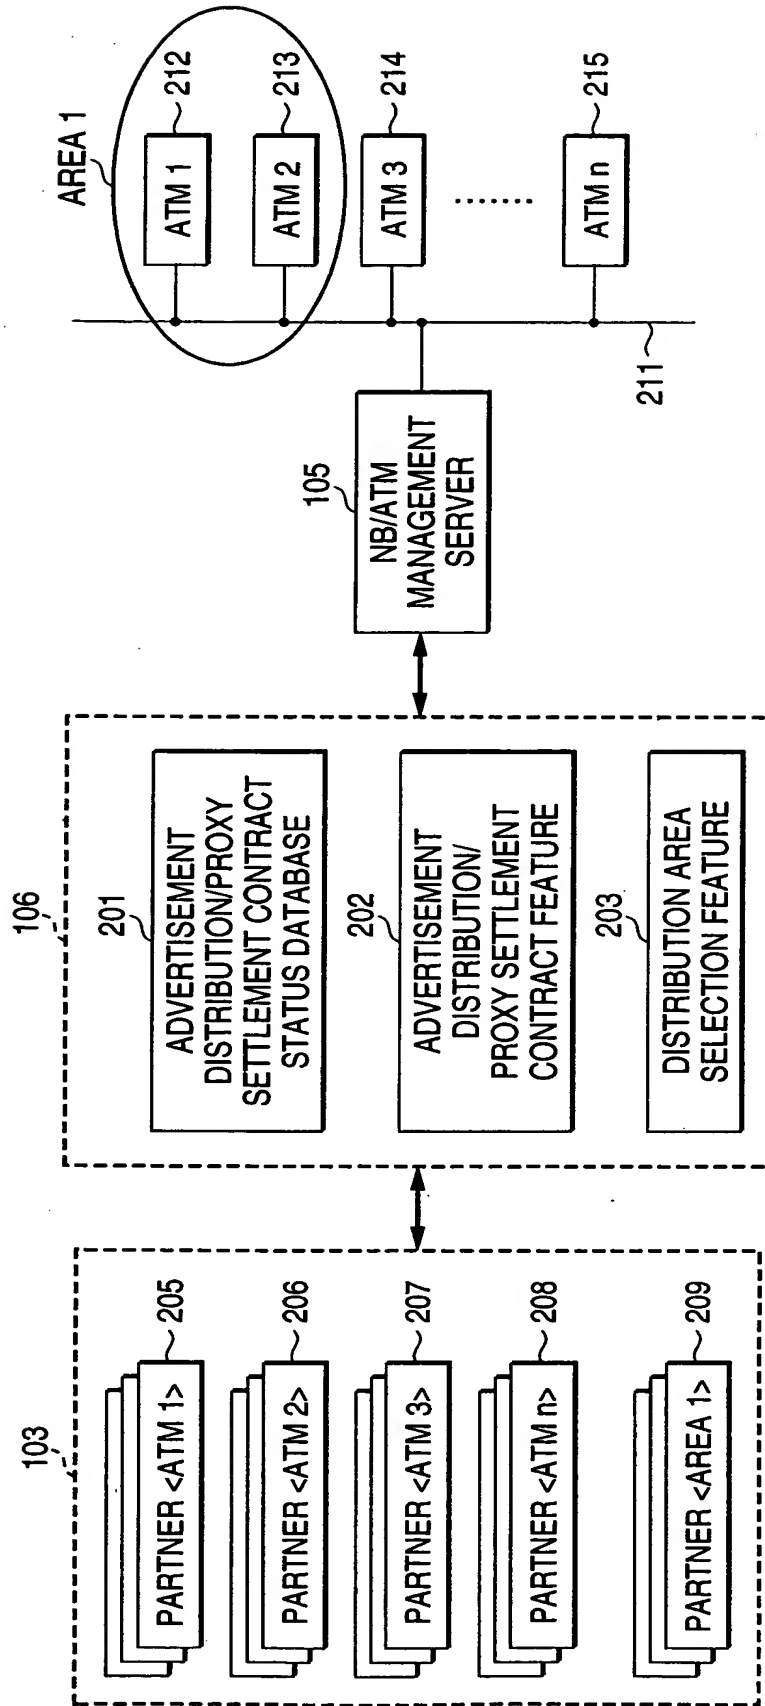 103
PARTNER <ATM 1>
205
PARTNER <ATM 2>
206
PARTNER <ATM 3>
207
PARTNER <ATM n>
208
PARTNER <AREA 1>
209
106
201
ADVERTISEMENT
DISTRIBUTION/PROXY
SETTLEMENT CONTRACT
STATUS DATABASE
202
ADVERTISEMENT
DISTRIBUTION/
PROXY SETTLEMENT
CONTRACT FEATURE
203
DISTRIBUTION AREA
SELECTION FEATURE
105
NB/ATM
MANAGEMENT
SERVER
211
AREA 1
ATM 1
212
ATM 2
213
ATM 3
214
ATM n
215